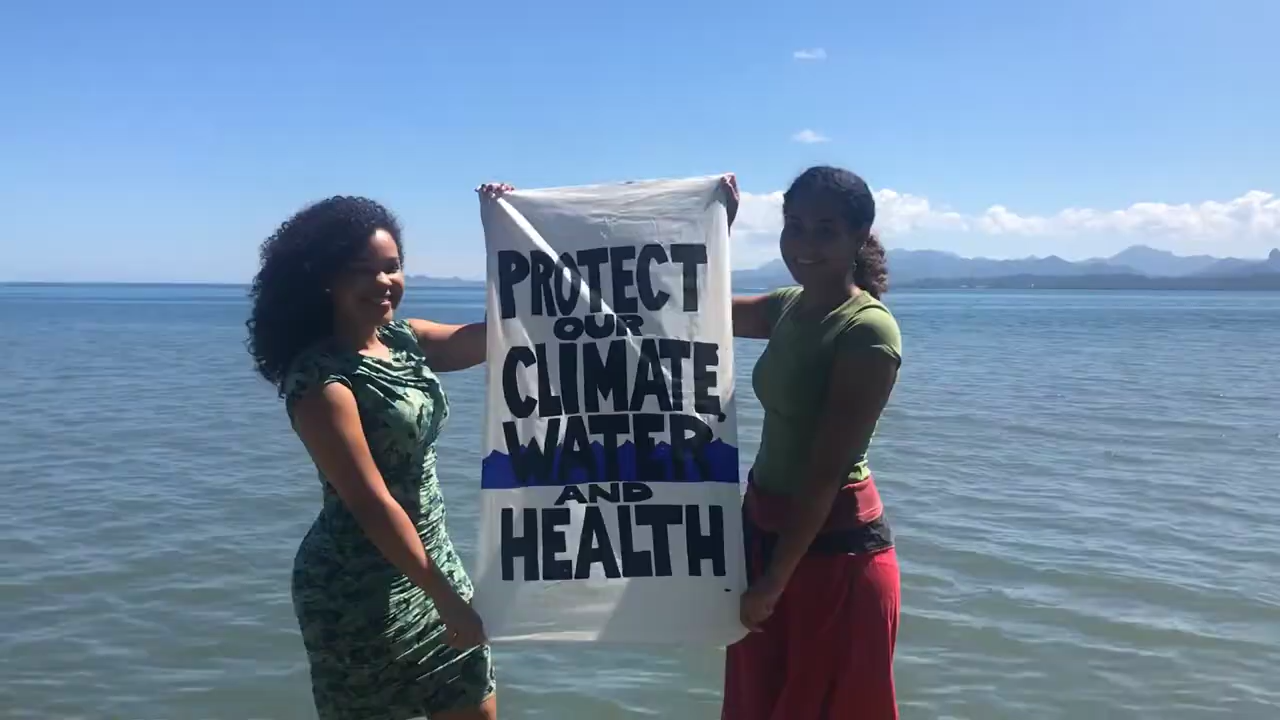 PROTECT
OUR
CLIMATE,
WATER
AND
HEALTH